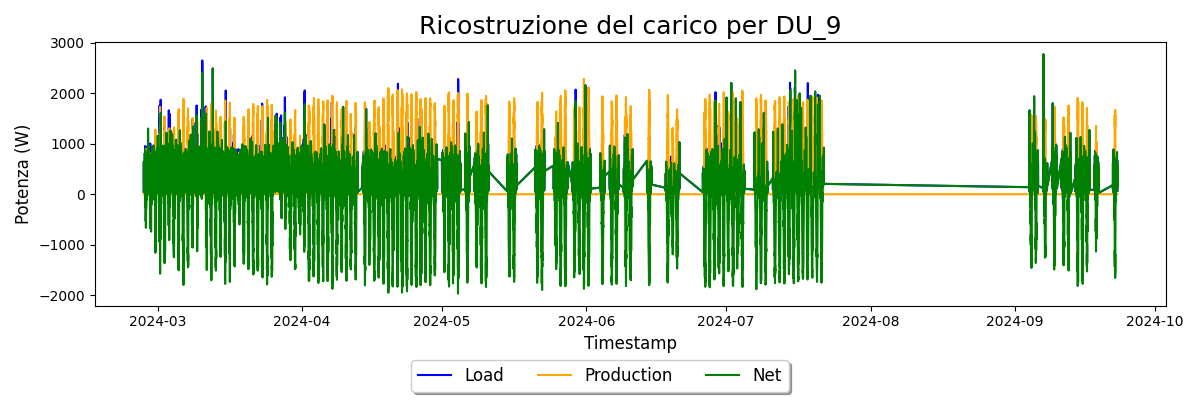 Ricostruzione del carico per DU_9
Potenza (W)
3000
2000
1000
0
−1000
−2000
2024-03 2024-04 2024-05 2024-06 2024-07 2024-08 2024-09 2024-10
Timestamp
Load Production Net